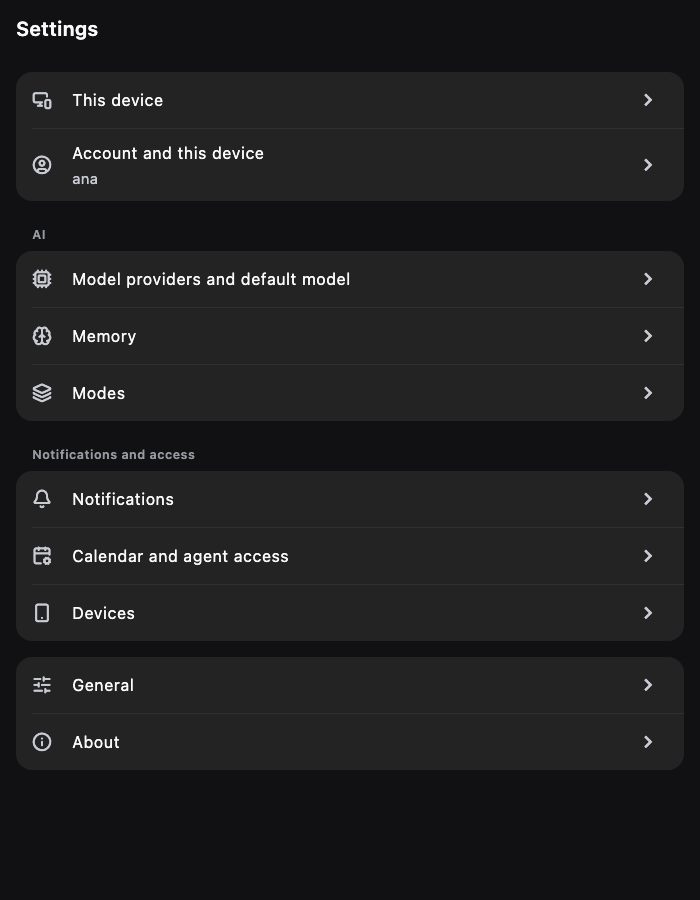 Settings
This device
Account and this device
ana
AI
Model providers and default model
Memory
Modes
Notifications and access
Notifications
Calendar and agent access
Devices
General
About